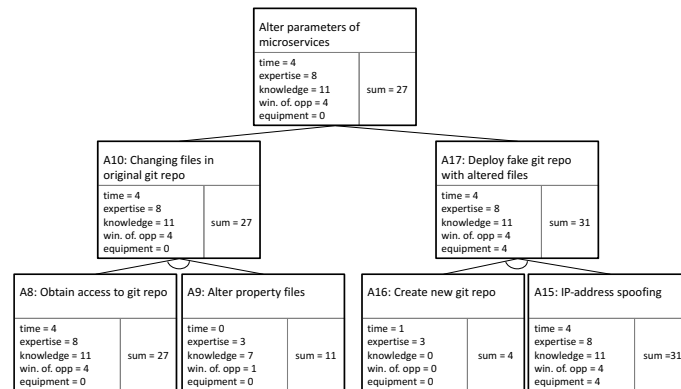 Alter parameters of
microservices
time = 4
expertise = 8
knowledge = 11
win. of. opp = 4
equipment = 0
sum = 27
A10: Changing files in
original git repo
time = 4
expertise = 8
knowledge = 11
win. of. opp = 4
equipment = 0
sum = 27
A17: Deploy fake git repo
with altered files
time = 4
expertise = 8
knowledge = 11
win. of. opp = 4
equipment = 4
sum = 31
A8: Obtain access to git repo
time = 4
expertise = 8
knowledge = 11
win. of. opp = 4
equipment = 0
sum = 27
A9: Alter property files
time = 0
expertise = 3
knowledge = 7
win. of. opp = 1
equipment = 0
sum = 11
A16: Create new git repo
time = 1
expertise = 3
knowledge = 0
win. of. opp = 0
equipment = 0
sum = 4
A15: IP-address spoofing
time = 4
expertise = 8
knowledge = 11
win. of. opp = 4
equipment = 4
sum =31